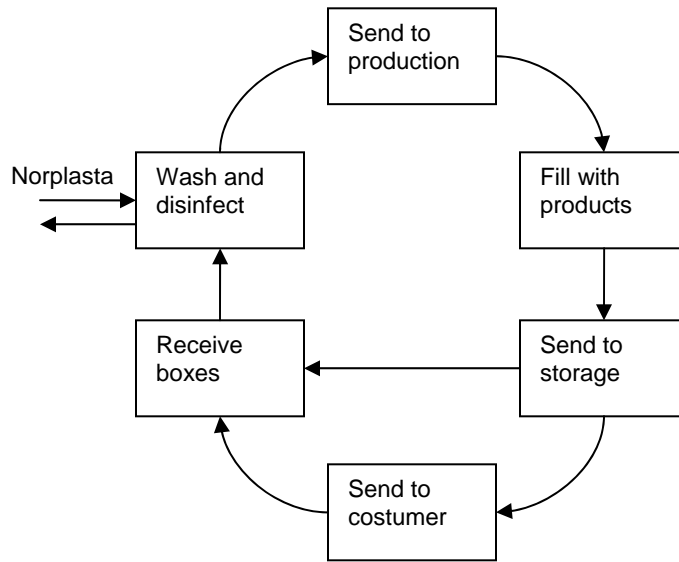 Send to
production
Norplasta
Wash and
disinfect
Fill with
products
Receive
boxes
Send to
storage
Send to
costumer